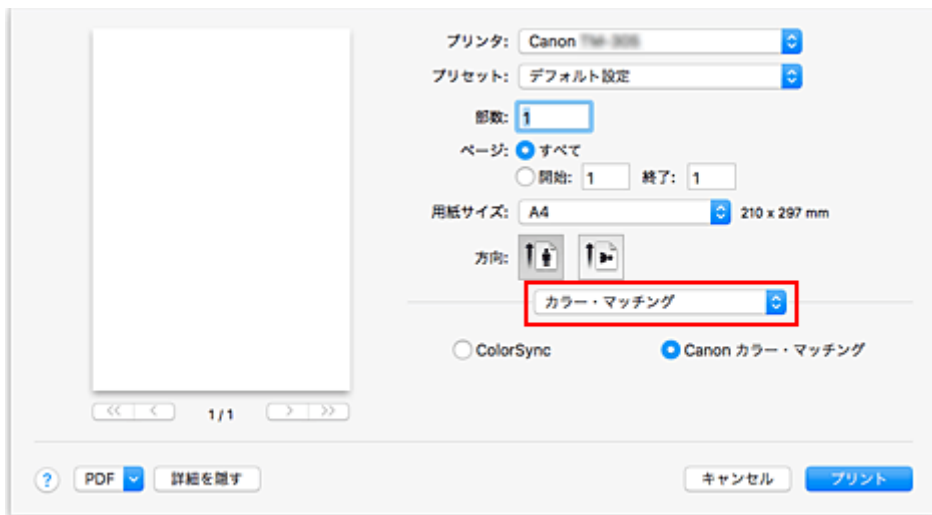 プリンタ: Canon
プリセット: デフォルト設定
部数: 1
ページ: すべて
開始: 1 終了: 1
用紙サイズ: A4 210 x 297 mm
方向:
カラー・マッチング
ColorSync Canon カラー・マッチング
<< < 1 / 1 > >>
? PDF 詳細を隠す キャンセル プリント